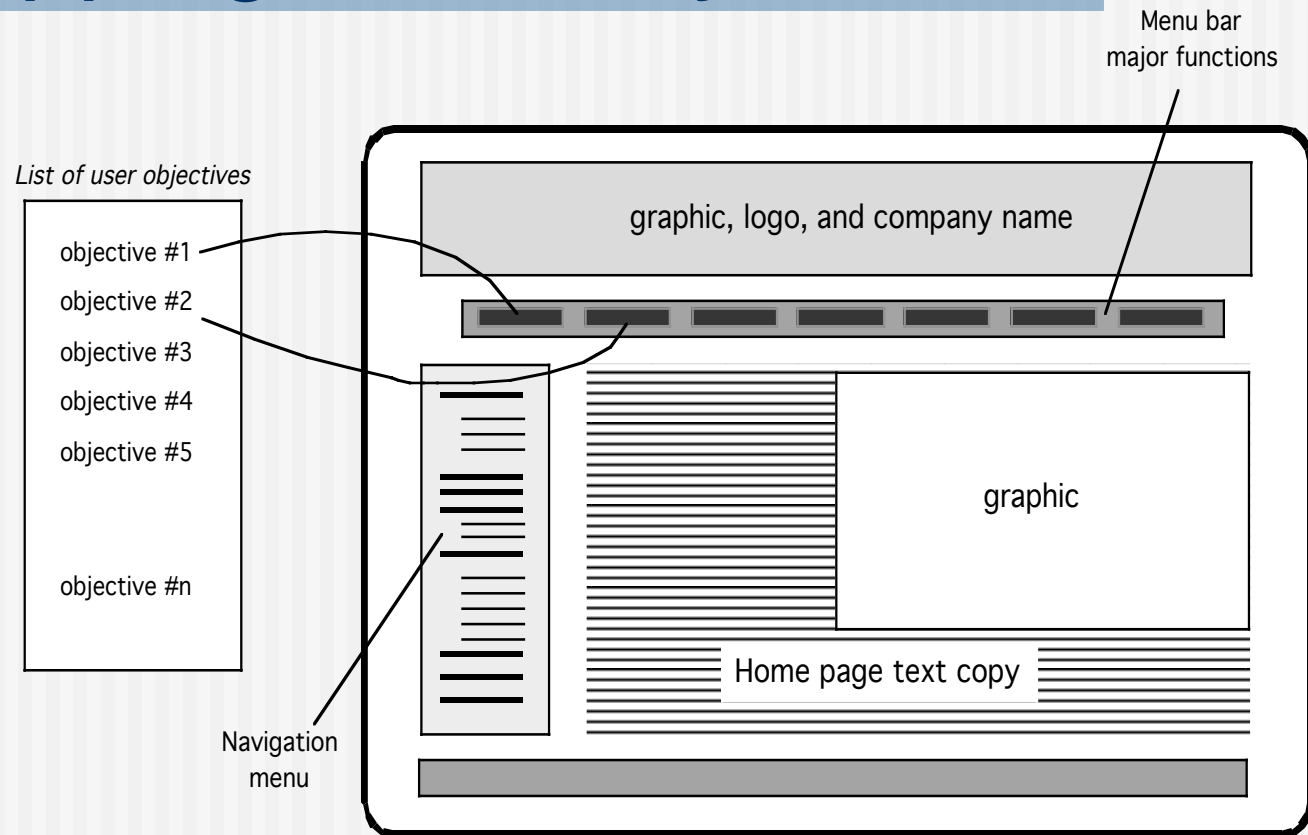 Menu bar
major functions
List of user objectives
graphic, logo, and company name
objective #1
objective #2
objective #3
objective #4
objective #5
objective #n
graphic
Home page text copy
Navigation
menu